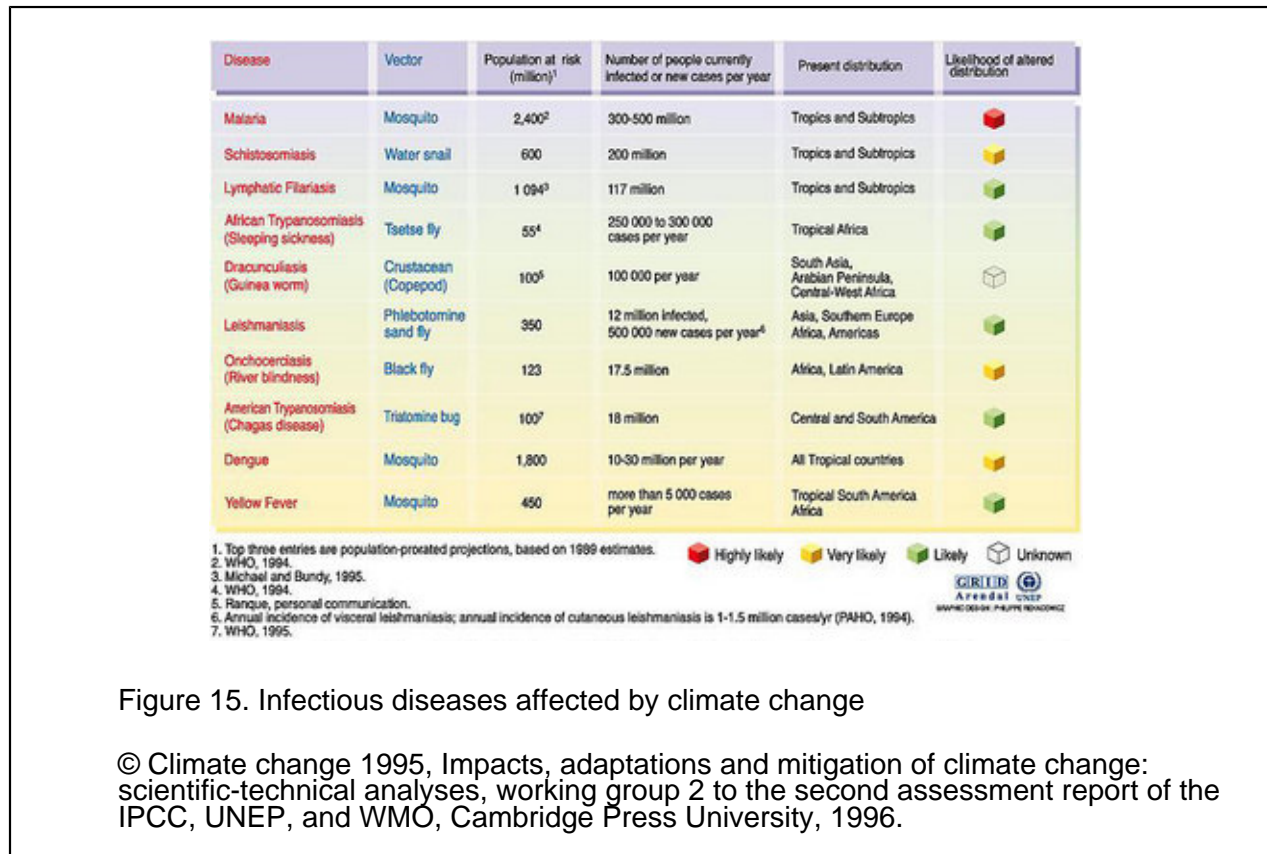 Disease Vector Population at risk (million)¹ Number of people currently infected or new cases per year Present distribution Likelihood of altered distribution
Malaria Mosquito 2,400² 300-500 million Tropics and Subtropics
Schistosomiasis Water snail 600 200 million Tropics and Subtropics
Lymphatic Filariasis Mosquito 1 094³ 117 million Tropics and Subtropics
African Trypanosomiasis (Sleeping sickness) Tsetse fly 55⁴ 250 000 to 300 000 cases per year Tropical Africa
Dracunculiasis (Guinea worm) Crustacean (Copepod) 100⁵ 100 000 per year South Asia, Arabian Peninsula, Central-West Africa
Leishmaniasis Phlebotomine sand fly 350 12 million infected, 500 000 new cases per year⁶ Asia, Southern Europe Africa, Americas
Onchocerciasis (River blindness) Black fly 123 17.5 million Africa, Latin America
American Trypanosomiasis (Chagas disease) Triatomine bug 100⁷ 18 million Central and South America
Dengue Mosquito 1,800 10-30 million per year All Tropical countries
Yellow Fever Mosquito 450 more than 5 000 cases per year Tropical South America Africa
1. Top three entries are population-prorated projections, based on 1989 estimates.
2. WHO, 1994.
3. Michael and Bundy, 1995.
4. WHO, 1994.
5. Ranque, personal communication.
6. Annual incidence of visceral leishmaniasis; annual incidence of cutaneous leishmaniasis is 1-1.5 million cases/yr (PAHO, 1994).
7. WHO, 1995.
Highly likely Very likely Likely Unknown
GRID
Arendal UNEP
GRAPHIC DESIGN : PHILIPPE REKACEWICZ
Figure 15. Infectious diseases affected by climate change
© Climate change 1995, Impacts, adaptations and mitigation of climate change:
scientific-technical analyses, working group 2 to the second assessment report of the
IPCC, UNEP, and WMO, Cambridge Press University, 1996.